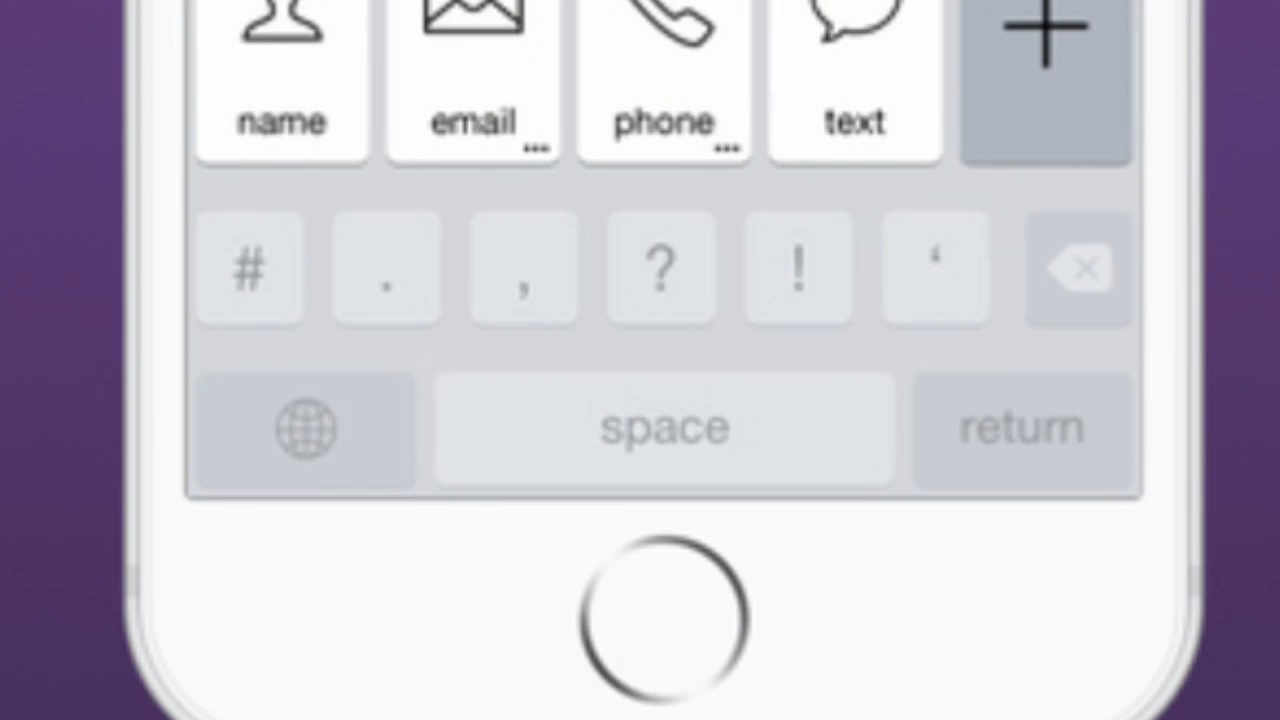 name email phone text
... ...
# . , ? ! ‘
space return